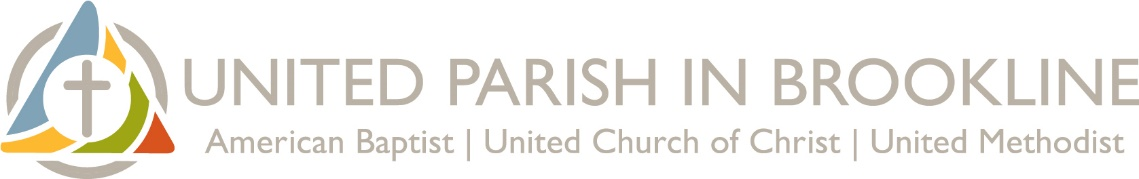 UNITED PARISH IN BROOKLINE
American Baptist | United Church of Christ | United Methodist